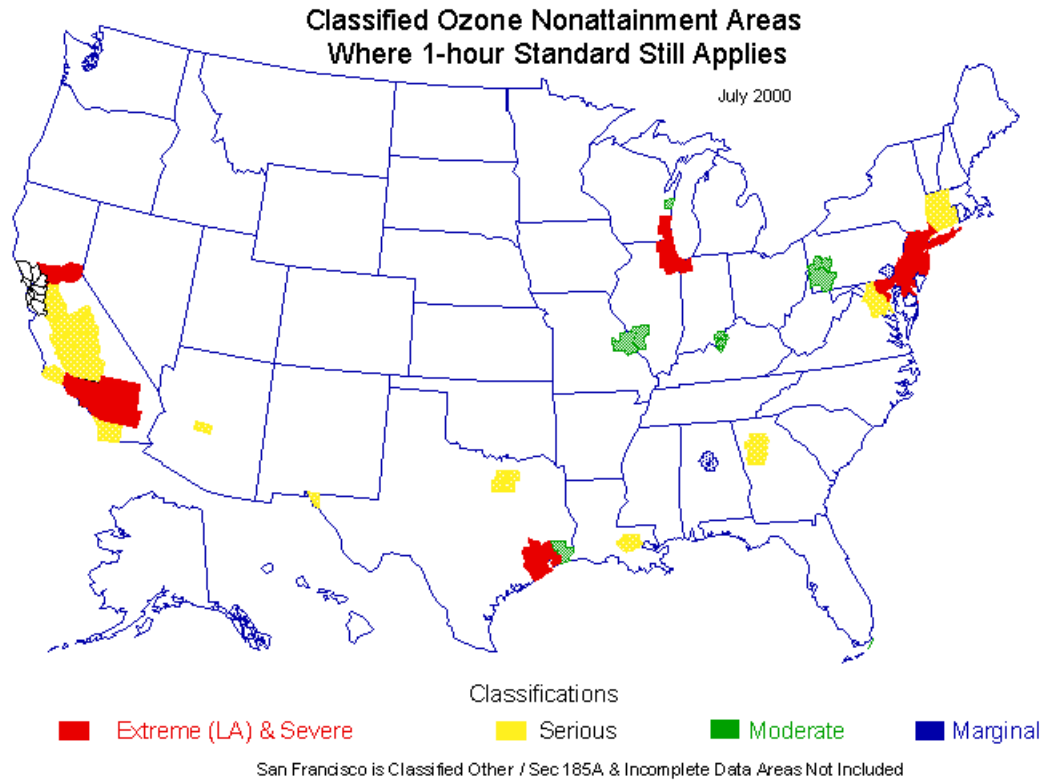 Classified Ozone Nonattainment Areas
Where 1-hour Standard Still Applies
July 2000
Classifications
Extreme (LA) & Severe
Serious
Moderate
Marginal
San Francisco is Classified Other / Sec 185A & Incomplete Data Areas Not Included